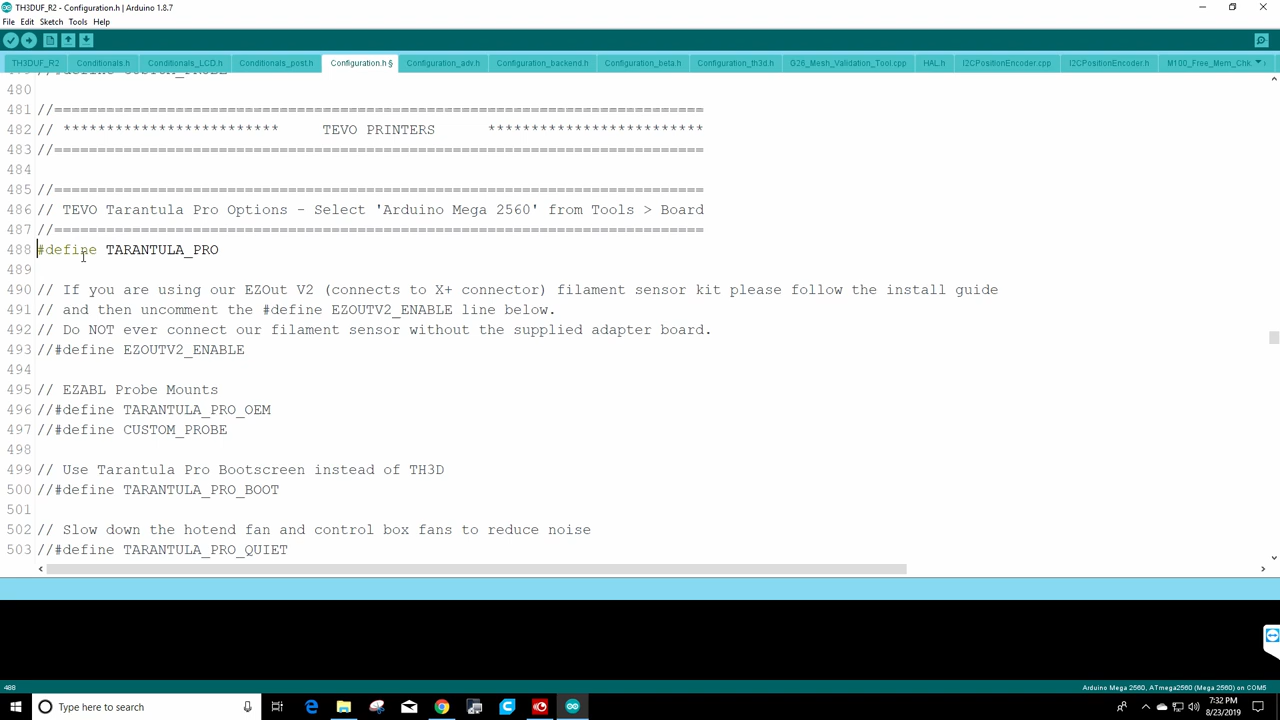 TH3DUF_R2 - Configuration.h | Arduino 1.8.7
File Edit Sketch Tools Help
TH3DUF_R2 Conditionals.h Conditionals_LCD.h Conditionals_post.h Configuration.h § Configuration_adv.h Configuration_backend.h Configuration_beta.h Configuration_th3d.h G26_Mesh_Validation_Tool.cpp HAL.h I2CPositionEncoder.cpp I2CPositionEncoder.h M100_Free_Mem_Chk.
480
481 //===========================================================================
482 // ************************* TEVO PRINTERS *************************
483 //===========================================================================
484
485 //===========================================================================
486 // TEVO Tarantula Pro Options - Select 'Arduino Mega 2560' from Tools > Board
487 //===========================================================================
488 #define TARANTULA_PRO
489
490 // If you are using our EZOut V2 (connects to X+ connector) filament sensor kit please follow the install guide
491 // and then uncomment the #define EZOUTV2_ENABLE line below.
492 // Do NOT ever connect our filament sensor without the supplied adapter board.
493 //#define EZOUTV2_ENABLE
494
495 // EZABL Probe Mounts
496 //#define TARANTULA_PRO_OEM
497 //#define CUSTOM_PROBE
498
499 // Use Tarantula Pro Bootscreen instead of TH3D
500 //#define TARANTULA_PRO_BOOT
501
502 // Slow down the hotend fan and control box fans to reduce noise
503 //#define TARANTULA_PRO_QUIET
488 Arduino Mega 2560, ATmega2560 (Mega 2560) on COM5
Type here to search
7:32 PM
8/23/2019